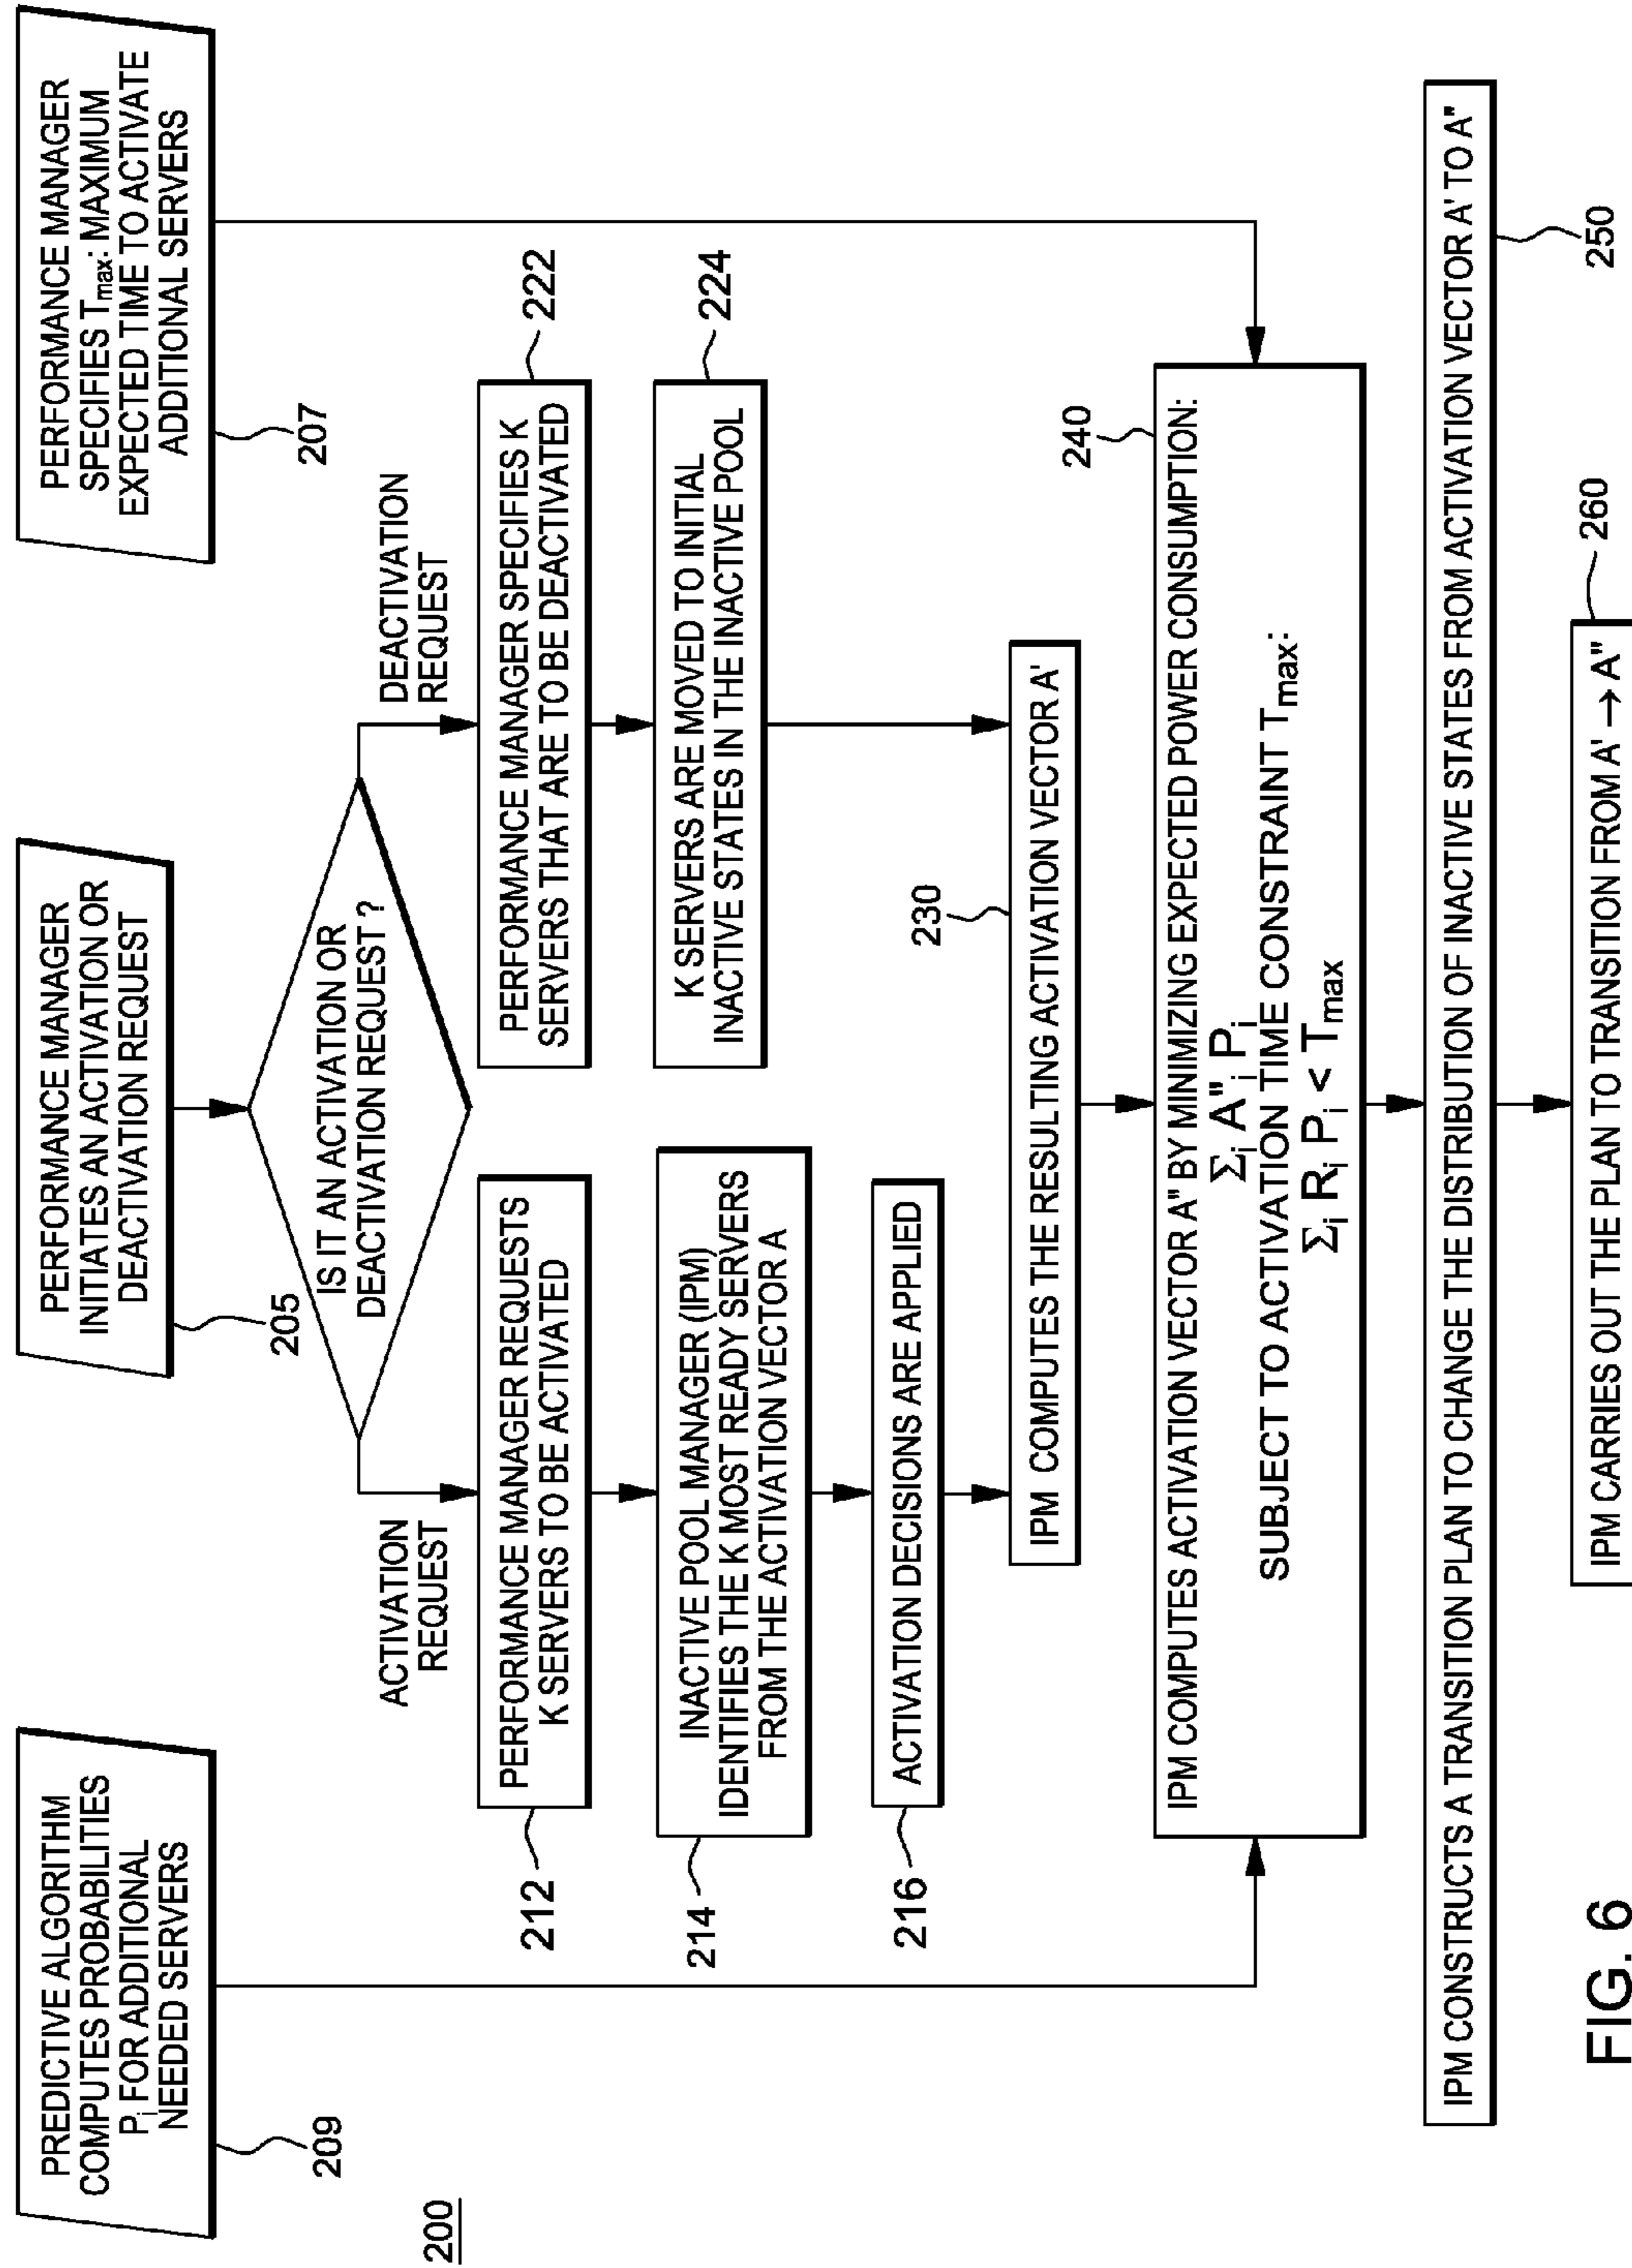 200
PREDICTIVE ALGORITHM
COMPUTES PROBABILITIES
Pi FOR ADDITIONAL
NEEDED SERVERS
209
PERFORMANCE MANAGER
INITIATES AN ACTIVATION OR
DEACTIVATION REQUEST
205
PERFORMANCE MANAGER
SPECIFIES Tmax: MAXIMUM
EXPECTED TIME TO ACTIVATE
ADDITIONAL SERVERS
207
IS IT AN ACTIVATION OR
DEACTIVATION REQUEST ?
ACTIVATION
REQUEST
DEACTIVATION
REQUEST
PERFORMANCE MANAGER REQUESTS
K SERVERS TO BE ACTIVATED
212
INACTIVE POOL MANAGER (IPM)
IDENTIFIES THE K MOST READY SERVERS
FROM THE ACTIVATION VECTOR A
214
ACTIVATION DECISIONS ARE APPLIED
216
PERFORMANCE MANAGER SPECIFIES K
SERVERS THAT ARE TO BE DEACTIVATED
222
K SERVERS ARE MOVED TO INITIAL
INACTIVE STATES IN THE INACTIVE POOL
224
IPM COMPUTES THE RESULTING ACTIVATION VECTOR A'
230
IPM COMPUTES ACTIVATION VECTOR A" BY MINIMIZING EXPECTED POWER CONSUMPTION:
Σi A"i Pi
SUBJECT TO ACTIVATION TIME CONSTRAINT Tmax:
Σi Ri Pi < Tmax
240
IPM CONSTRUCTS A TRANSITION PLAN TO CHANGE THE DISTRIBUTION OF INACTIVE STATES FROM ACTIVATION VECTOR A' TO A"
250
IPM CARRIES OUT THE PLAN TO TRANSITION FROM A' → A"
260
FIG. 6